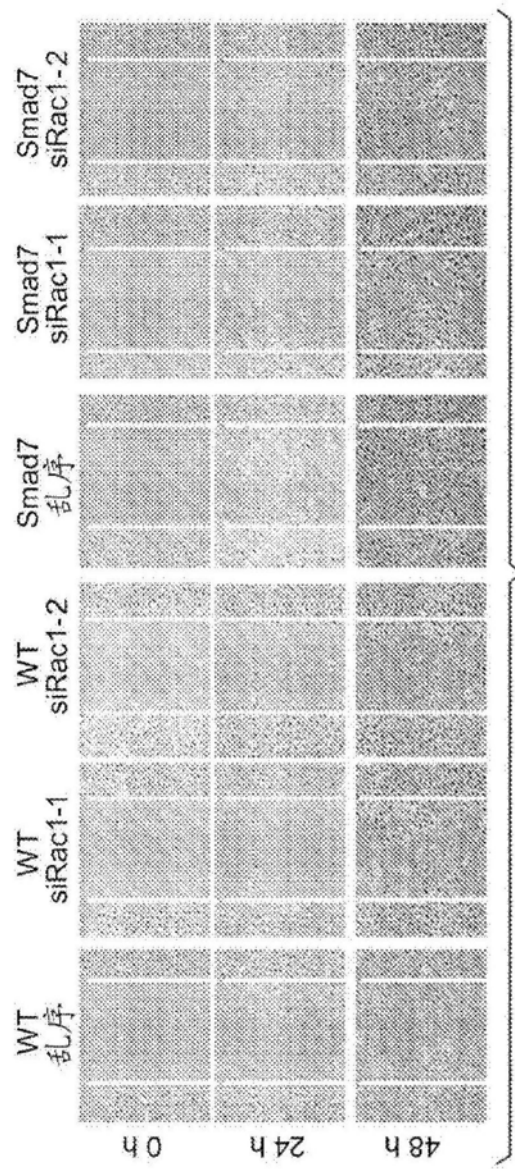 WT
乱序
WT
siRac1-1
WT
siRac1-2
Smad7
乱序
Smad7
siRac1-1
Smad7
siRac1-2
0 h
24 h
48 h